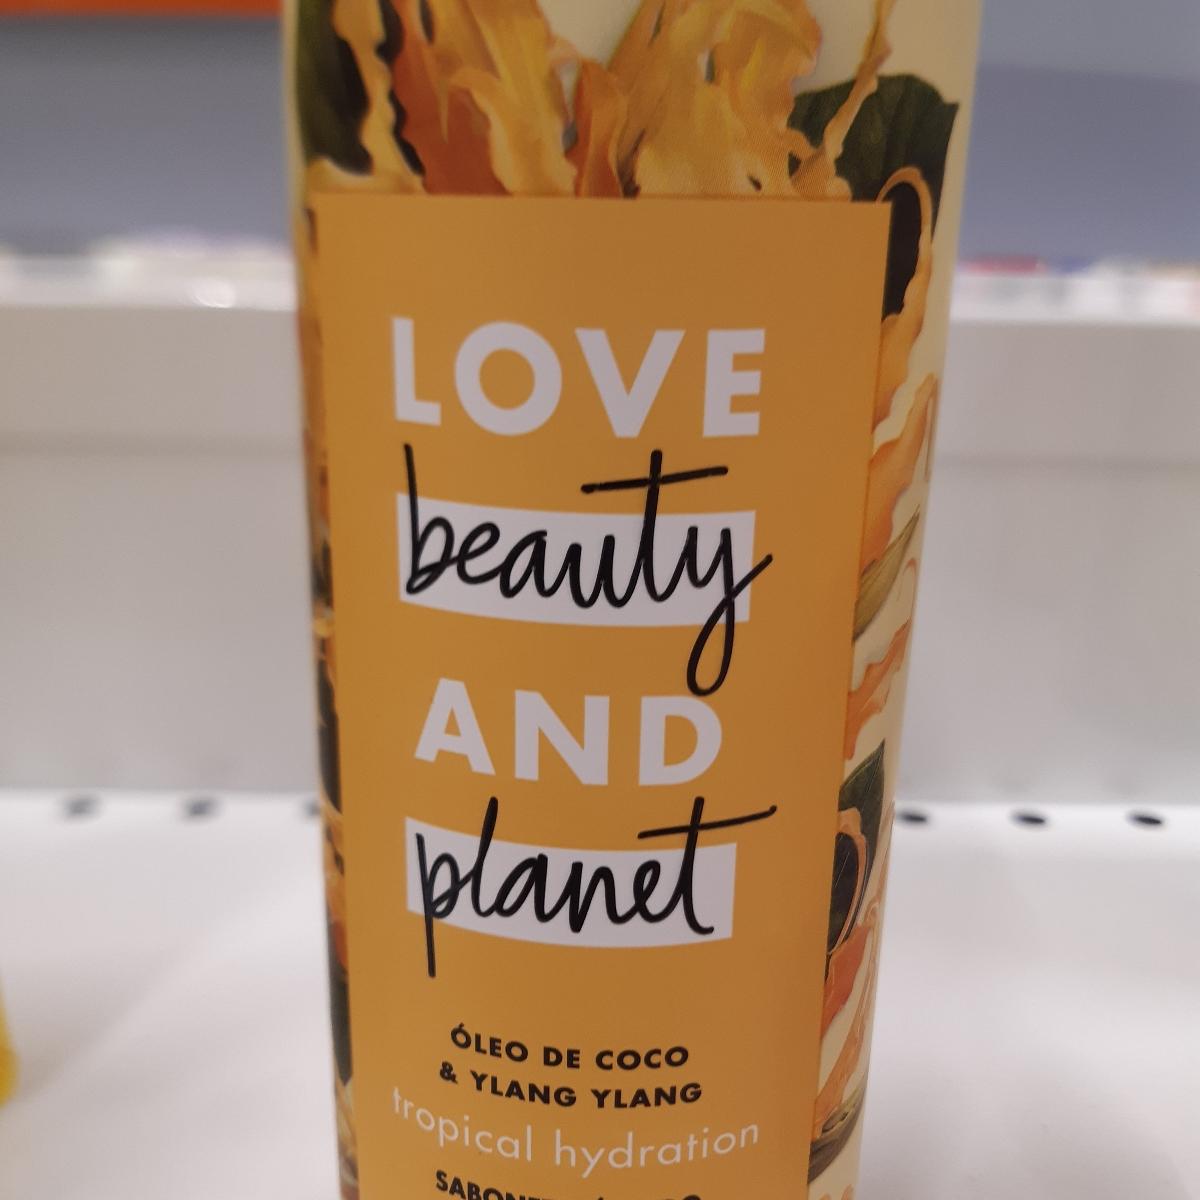 LOVE
beauty
AND
planet
ÓLEO DE COCO
& YLANG YLANG
tropical hydration